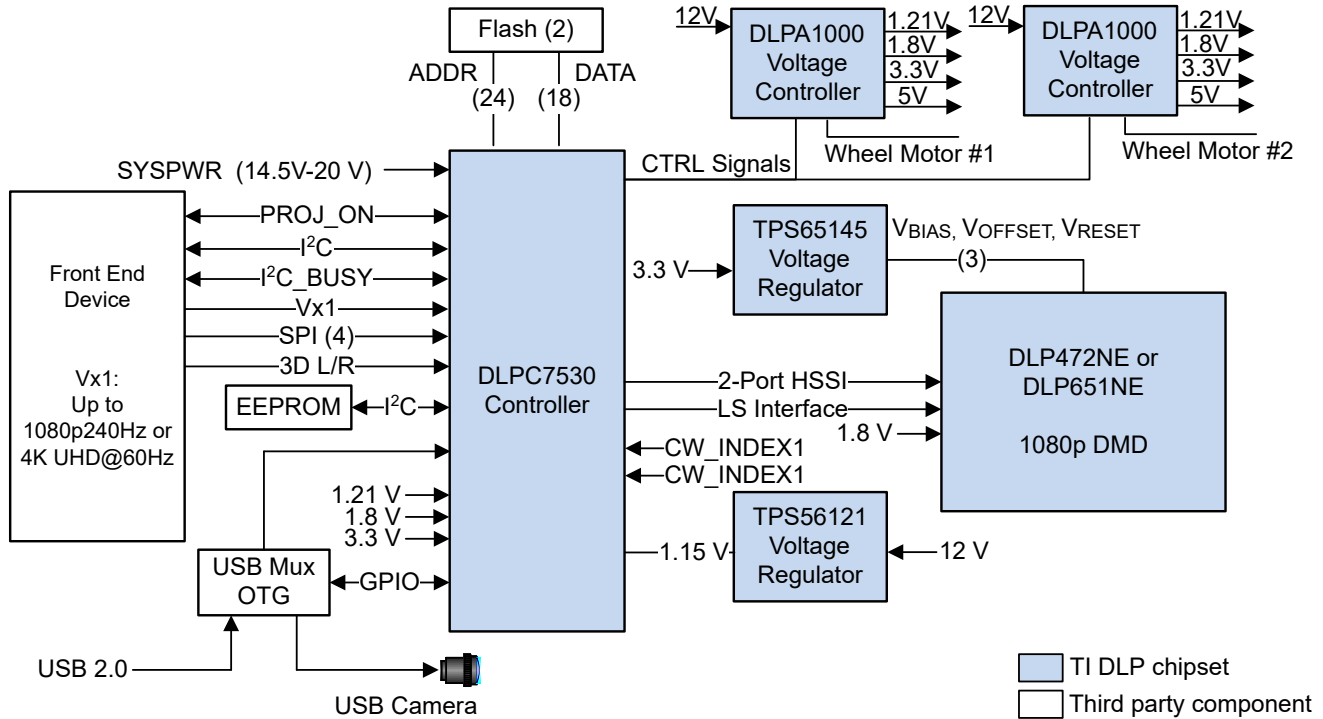 Flash (2)
ADDR
(24)
DATA
(18)
12V
DLPA1000
Voltage
Controller
1.21V
1.8V
3.3V
5V
Wheel Motor #1
12V
DLPA1000
Voltage
Controller
1.21V
1.8V
3.3V
5V
Wheel Motor #2
CTRL Signals
SYSPWR (14.5V-20 V)
Front End
Device
Vx1:
Up to
1080p240Hz or
4K UHD@60Hz
PROJ_ON
I²C
I²C_BUSY
Vx1
SPI (4)
3D L/R
EEPROM
I²C
1.21 V
1.8 V
3.3 V
USB Mux
OTG
GPIO
USB 2.0
USB Camera
DLPC7530
Controller
3.3 V
TPS65145
Voltage
Regulator
VBIAS, VOFFSET, VRESET
(3)
2-Port HSSI
LS Interface
1.8 V
DLP472NE or
DLP651NE
1080p DMD
CW_INDEX1
CW_INDEX1
1.15 V
TPS56121
Voltage
Regulator
12 V
TI DLP chipset
Third party component